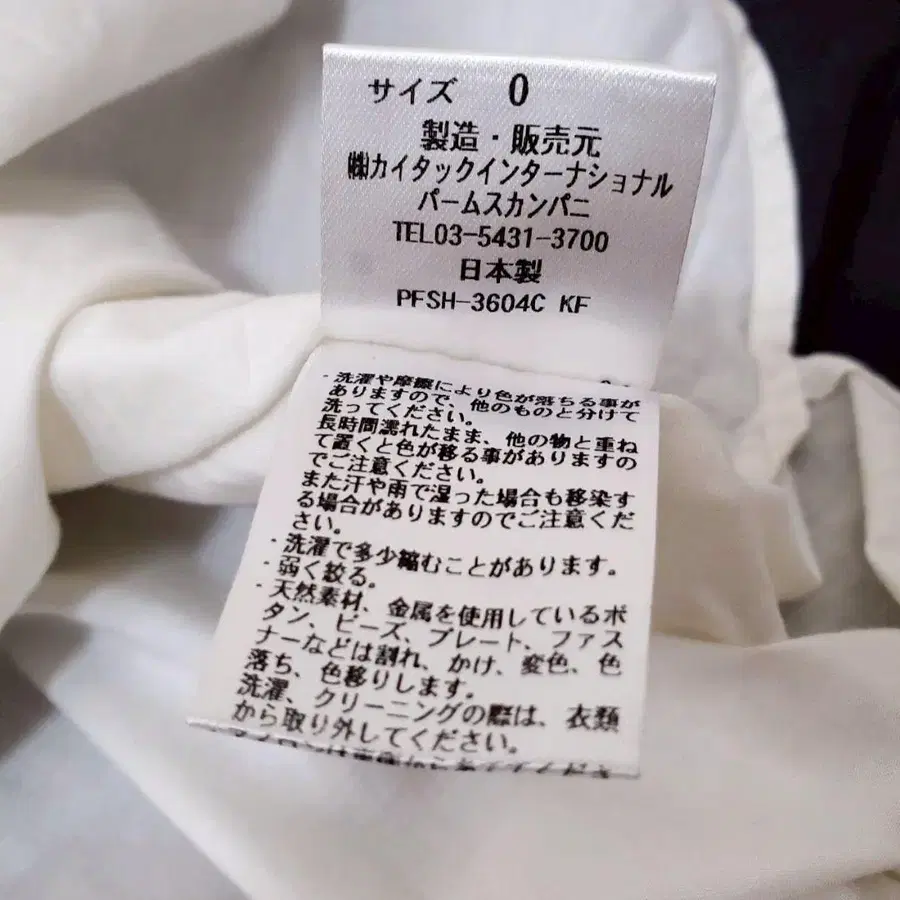 サイズ 0
製造・販売元
㈱カイタックインターナショナル
パームスカンパニ
TEL03-5431-3700
日本製
PFSH-3604C KF
・洗濯や摩擦により色が落ちる事が
ありますので、他のものと分けて
洗ってください。
長時間濡れたまま、他の物と重ね
て置くと色が移る事がありますの
でご注意ください。
また汗や雨で湿った場合も移染す
る場合がありますのでご注意くだ
さい。
・洗濯で多少縮むことがあります。
・弱く絞る。
・天然素材、金属を使用しているボ
タン、ビーズ、プレート、ファス
ナーなどは割れ、かけ、変色、色
落ち、色移りします。
洗濯、クリーニングの際は、衣類
から取り外してください。